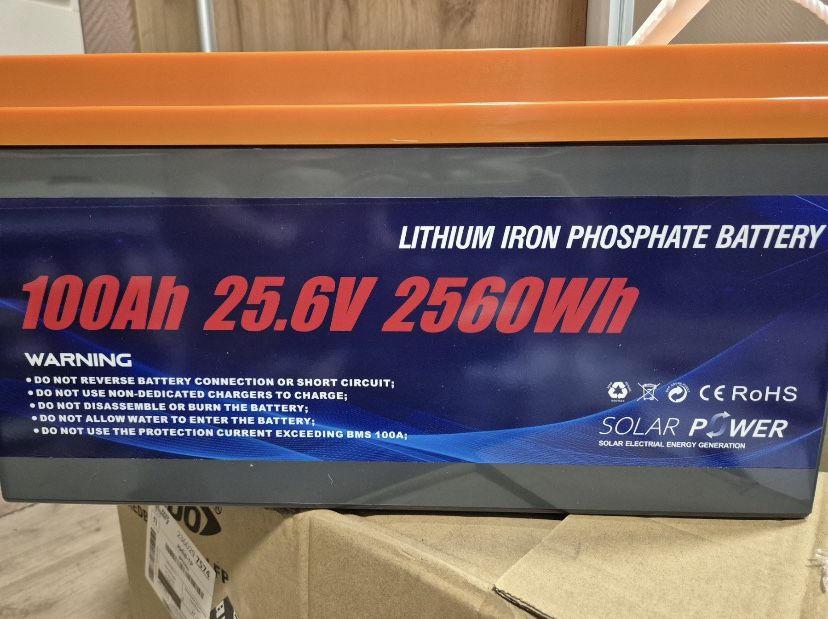 LITHIUM IRON PHOSPHATE BATTERY
100Ah 25.6V 2560Wh
WARNING
• DO NOT REVERSE BATTERY CONNECTION OR SHORT CIRCUIT;
• DO NOT USE NON-DEDICATED CHARGERS TO CHARGE;
• DO NOT DISASSEMBLE OR BURN THE BATTERY;
• DO NOT ALLOW WATER TO ENTER THE BATTERY;
• DO NOT USE THE PROTECTION CURRENT EXCEEDING BMS 100A;
CE RoHS
SOLAR POWER
SOLAR ELECTRIAL ENERGY GENERATION
7574